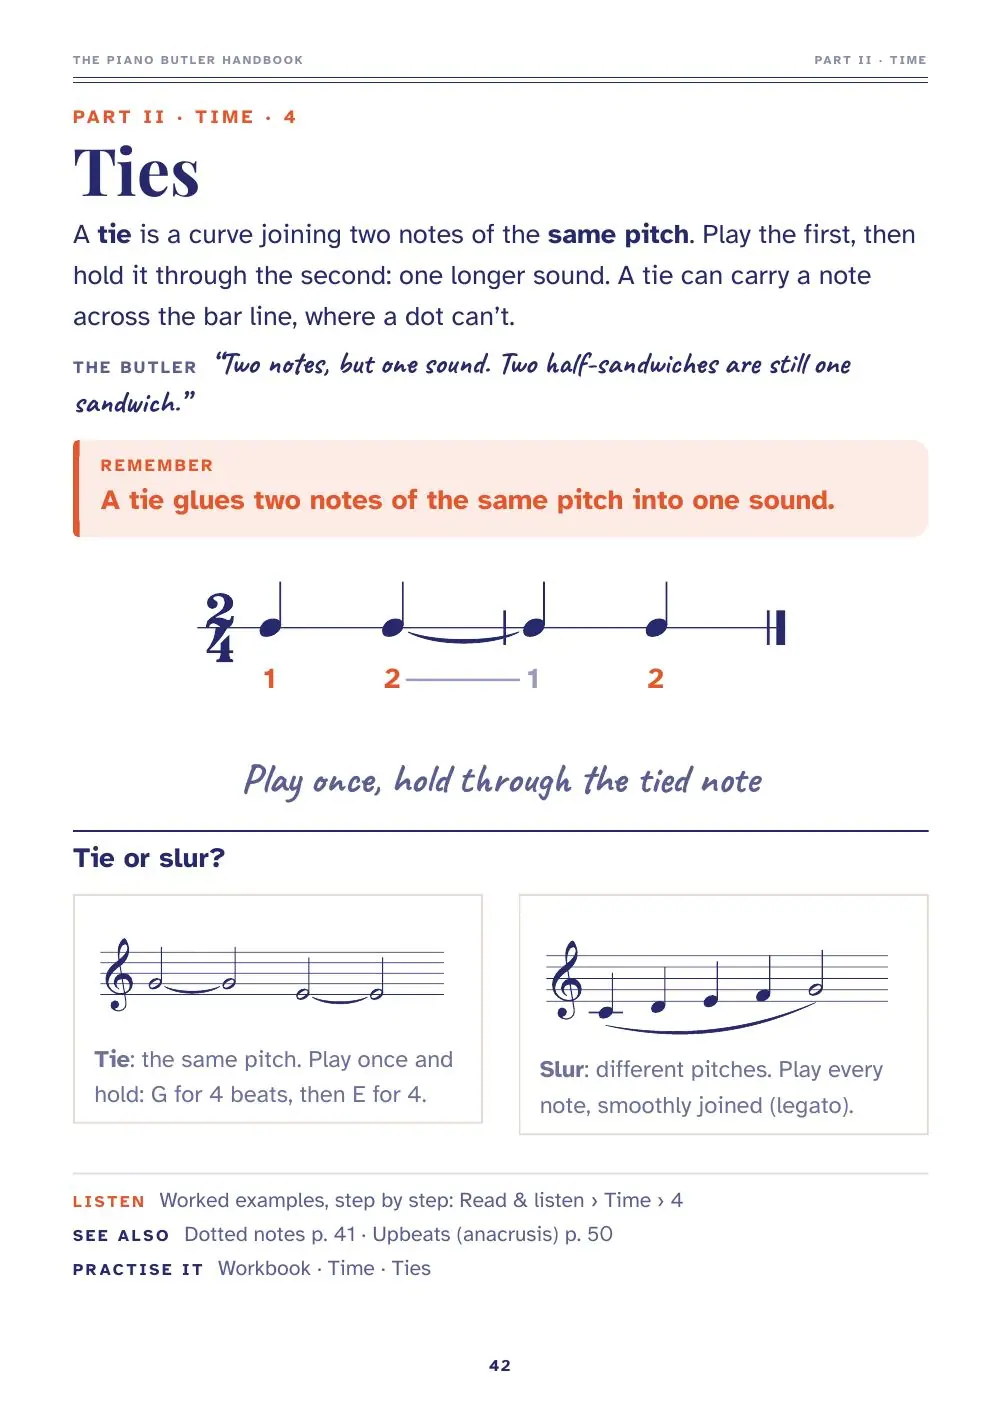 THE PIANO BUTLER HANDBOOK
PART II · TIME
PART II · TIME · 4
Ties
A tie is a curve joining two notes of the same pitch. Play the first, then
hold it through the second: one longer sound. A tie can carry a note
across the bar line, where a dot can’t.
THE BUTLER “Two notes, but one sound. Two half-sandwiches are still one
sandwich.”
REMEMBER
A tie glues two notes of the same pitch into one sound.
2
4
1 2 1 2
Play once, hold through the tied note
Tie or slur?
Tie: the same pitch. Play once and
hold: G for 4 beats, then E for 4.
Slur: different pitches. Play every
note, smoothly joined (legato).
LISTEN Worked examples, step by step: Read & listen › Time › 4
SEE ALSO Dotted notes p. 41 · Upbeats (anacrusis) p. 50
PRACTISE IT Workbook · Time · Ties
42